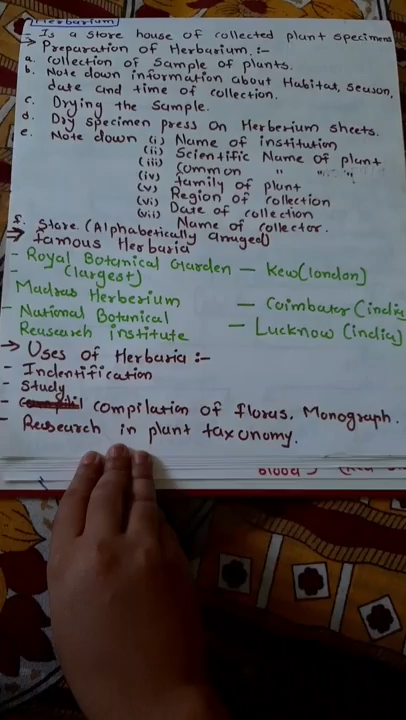 Herbarium
- Is a store house of collected plant specimens
→ Preparation of Herbarium :-
a. Collection of Sample of plants.
b. Note down information about Habitat, season,
date and time of collection.
c. Drying the Sample.
d. Dry specimen press on Herberium sheets.
e. Note down (i) Name of institution
(ii) Scientific Name of plant
(iii) Common " "
(iv) family of plant
(v) Region of collection
(vi) Date of collection
(vii) Name of collector.
f. Store. (Alphabetically
→ famous Herbaria
- Royal Botanical Garden — Kew (london)
- (largest)
Madras Herberium — Coimbator (india
- National Botanical — Lucknow (india)
Reusearch institute
→ Uses of Herbaria :-
- Indentification
- Study
- compilation of floras. Monograph.
- Reusearch in plant taxonomy.